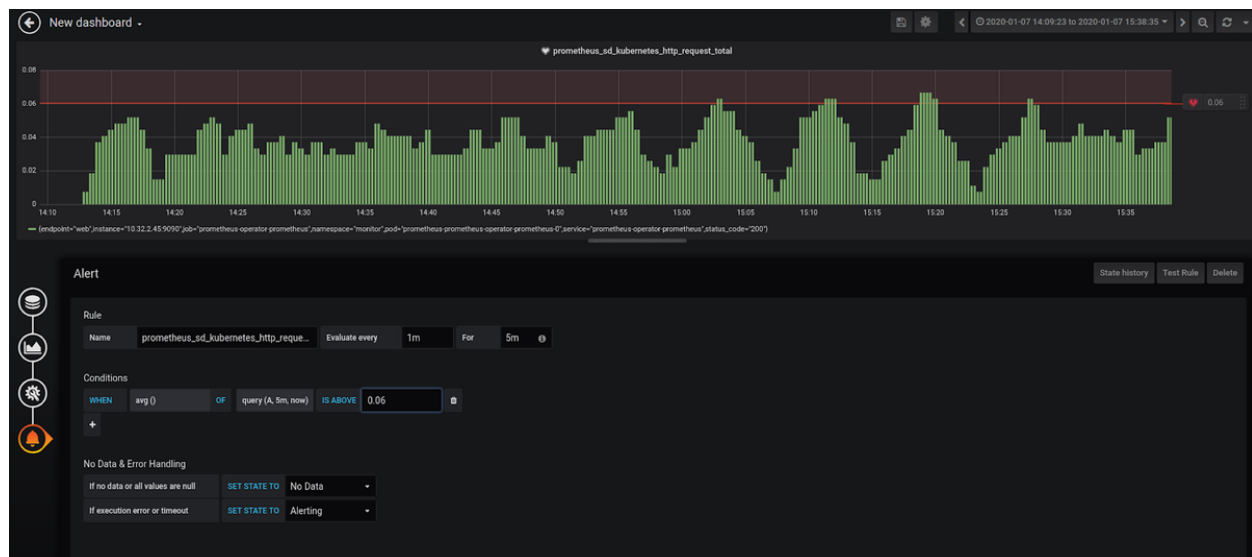 New dashboard
2020-01-07 14:09:23 to 2020-01-07 15:38:35
prometheus_sd_kubernetes_http_request_total
0.08
0.06
0.06
0.04
0.02
0
14:10 14:15 14:20 14:25 14:30 14:35 14:40 14:45 14:50 14:55 15:00 15:05 15:10 15:15 15:20 15:25 15:30 15:35
{endpoint="web",instance="10.32.2.45:9090",job="prometheus-operator-prometheus",namespace="monitor",pod="prometheus-prometheus-operator-prometheus-0",service="prometheus-operator-prometheus",status_code="200"}
Alert
State history Test Rule Delete
Rule
Name prometheus_sd_kubernetes_http_reque... Evaluate every 1m For 5m
Conditions
WHEN avg () OF query (A, 5m, now) IS ABOVE 0.06
+
No Data & Error Handling
If no data or all values are null SET STATE TO No Data
If execution error or timeout SET STATE TO Alerting